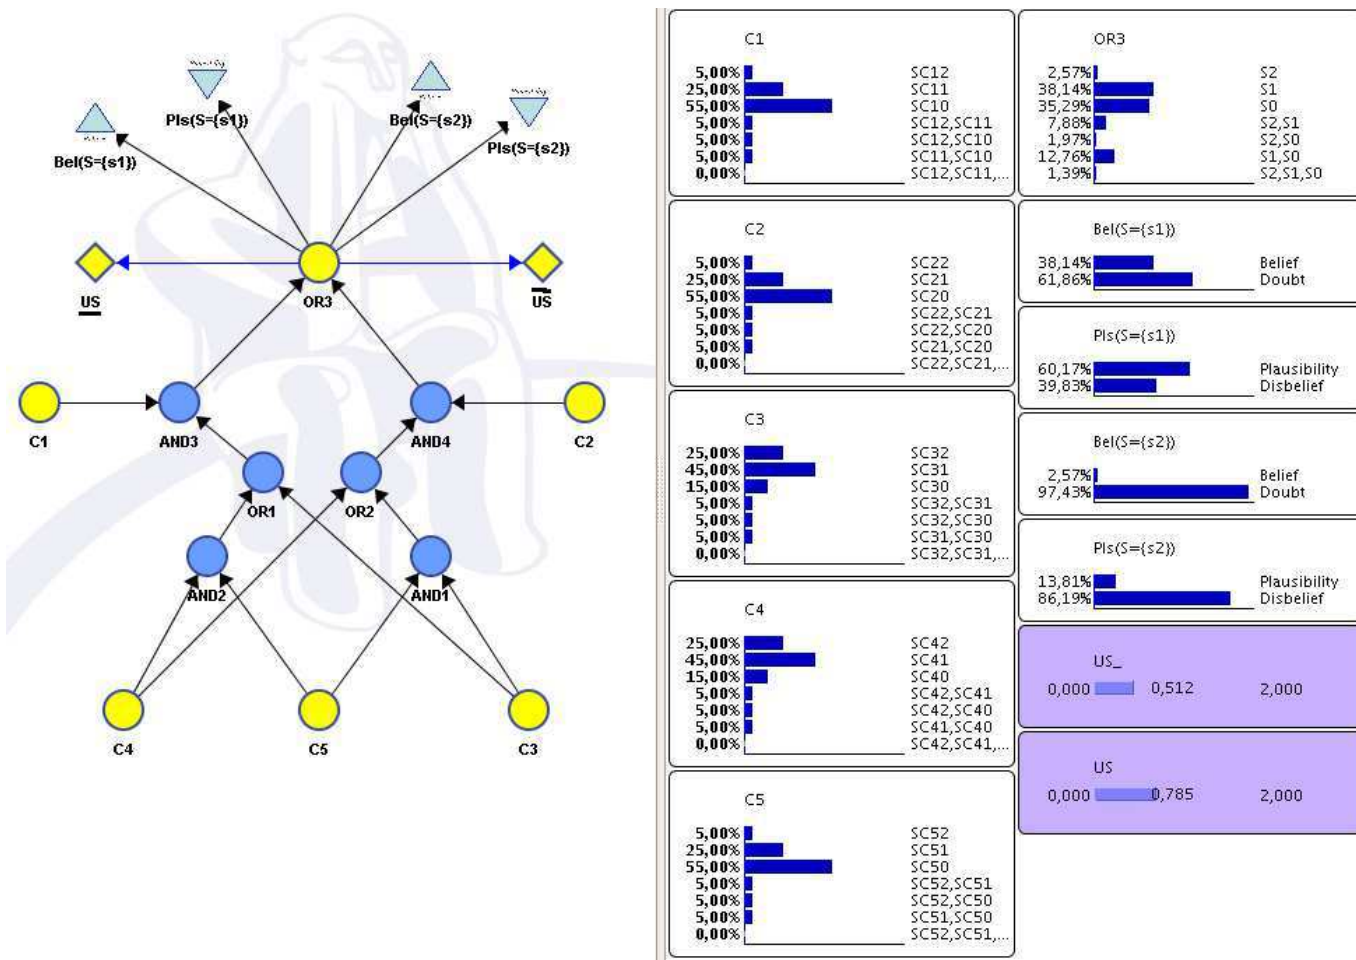 Pls(S={s1})
Bel(S={s2})
Bel(S={s1})
Pls(S={s2})
US
OR3
US
C1
AND3
AND4
C2
OR1
OR2
AND2
AND1
C4
C5
C3
C1
5,00% SC12
25,00% SC11
55,00% SC10
5,00% SC12,SC11
5,00% SC12,SC10
5,00% SC11,SC10
0,00% SC12,SC11,...
C2
5,00% SC22
25,00% SC21
55,00% SC20
5,00% SC22,SC21
5,00% SC22,SC20
5,00% SC21,SC20
0,00% SC22,SC21,...
C3
25,00% SC32
45,00% SC31
15,00% SC30
5,00% SC32,SC31
5,00% SC32,SC30
5,00% SC31,SC30
0,00% SC32,SC31,...
C4
25,00% SC42
45,00% SC41
15,00% SC40
5,00% SC42,SC41
5,00% SC42,SC40
5,00% SC41,SC40
0,00% SC42,SC41,...
C5
5,00% SC52
25,00% SC51
55,00% SC50
5,00% SC52,SC51
5,00% SC52,SC50
5,00% SC51,SC50
0,00% SC52,SC51,...
OR3
2,57% S2
38,14% S1
35,29% S0
7,88% S2,S1
1,97% S2,S0
12,76% S1,S0
1,39% S2,S1,S0
Bel(S={s1})
38,14% Belief
61,86% Doubt
Pls(S={s1})
60,17% Plausibility
39,83% Disbelief
Bel(S={s2})
2,57% Belief
97,43% Doubt
Pls(S={s2})
13,81% Plausibility
86,19% Disbelief
US_
0,000 0,512 2,000
US
0,000 0,785 2,000